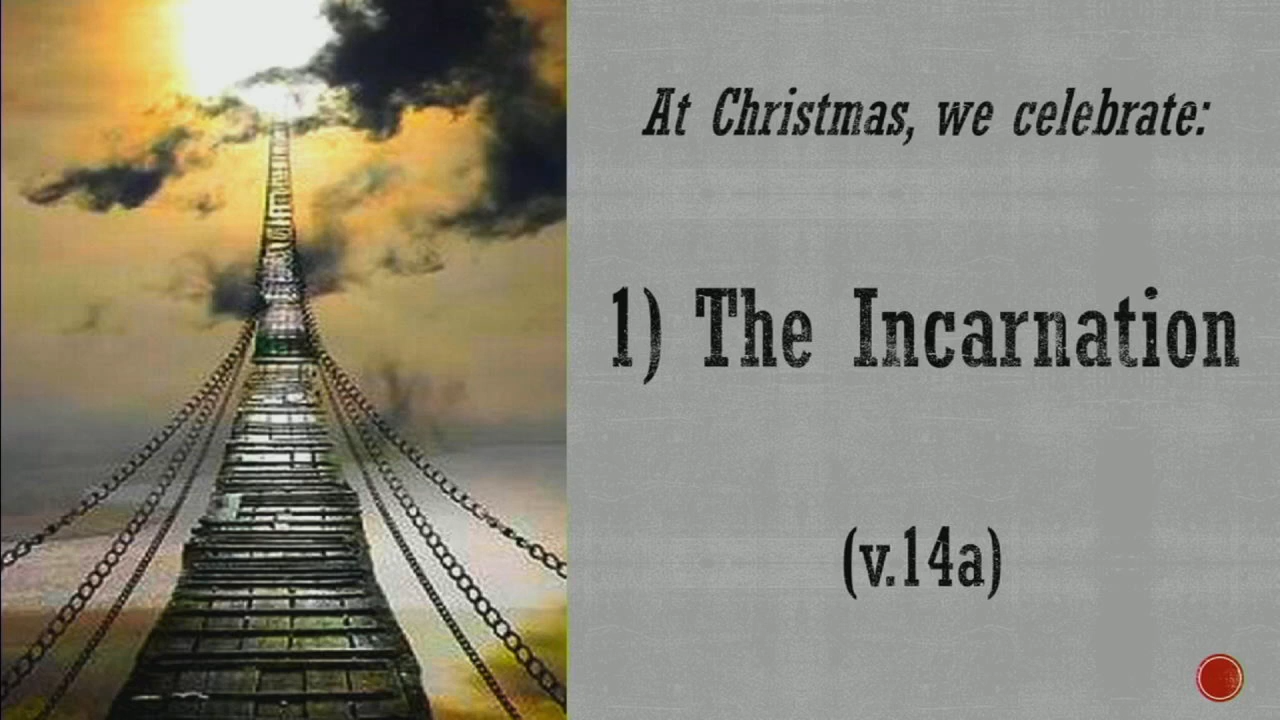 At Christmas, we celebrate:
1) The Incarnation
(v.14a)